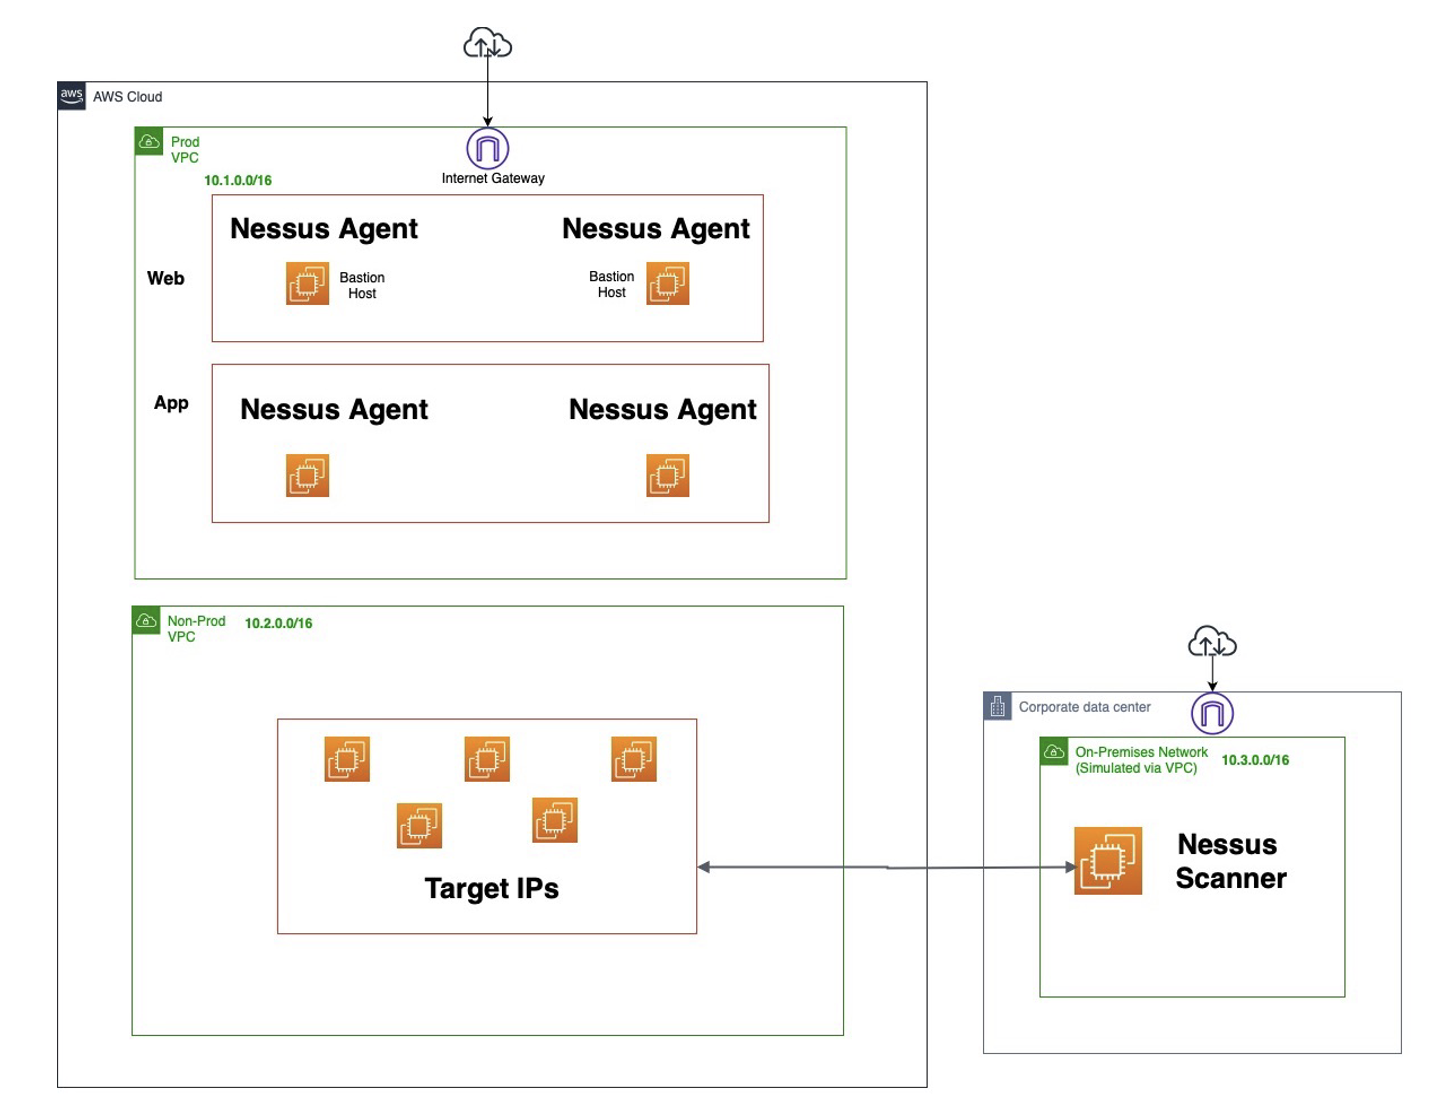 aws
AWS Cloud
Prod
VPC
10.1.0.0/16
Internet Gateway
Web
Nessus Agent
Nessus Agent
Bastion
Host
Bastion
Host
App
Nessus Agent
Nessus Agent
Non-Prod
VPC
10.2.0.0/16
Target IPs
Corporate data center
On-Premises Network
(Simulated via VPC)
10.3.0.0/16
Nessus
Scanner